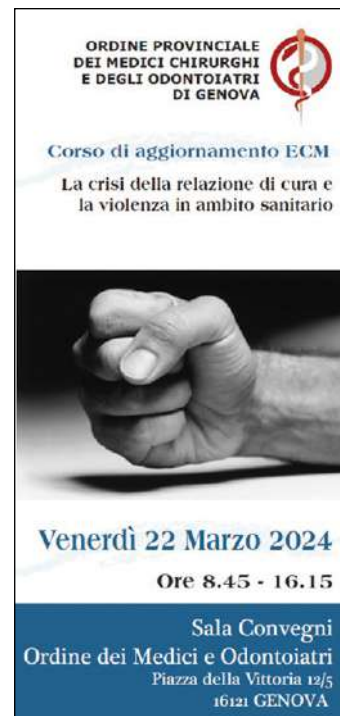 ORDINE PROVINCIALE
DEI MEDICI CHIRURGHI
E DEGLI ODONTOIATRI
DI GENOVA
Corso di aggiornamento ECM
La crisi della relazione di cura e
la violenza in ambito sanitario
Venerdì 22 Marzo 2024
Ore 8.45 - 16.15
Sala Convegni
Ordine dei Medici e Odontoiatri
Piazza della Vittoria 12/5
16121 GENOVA